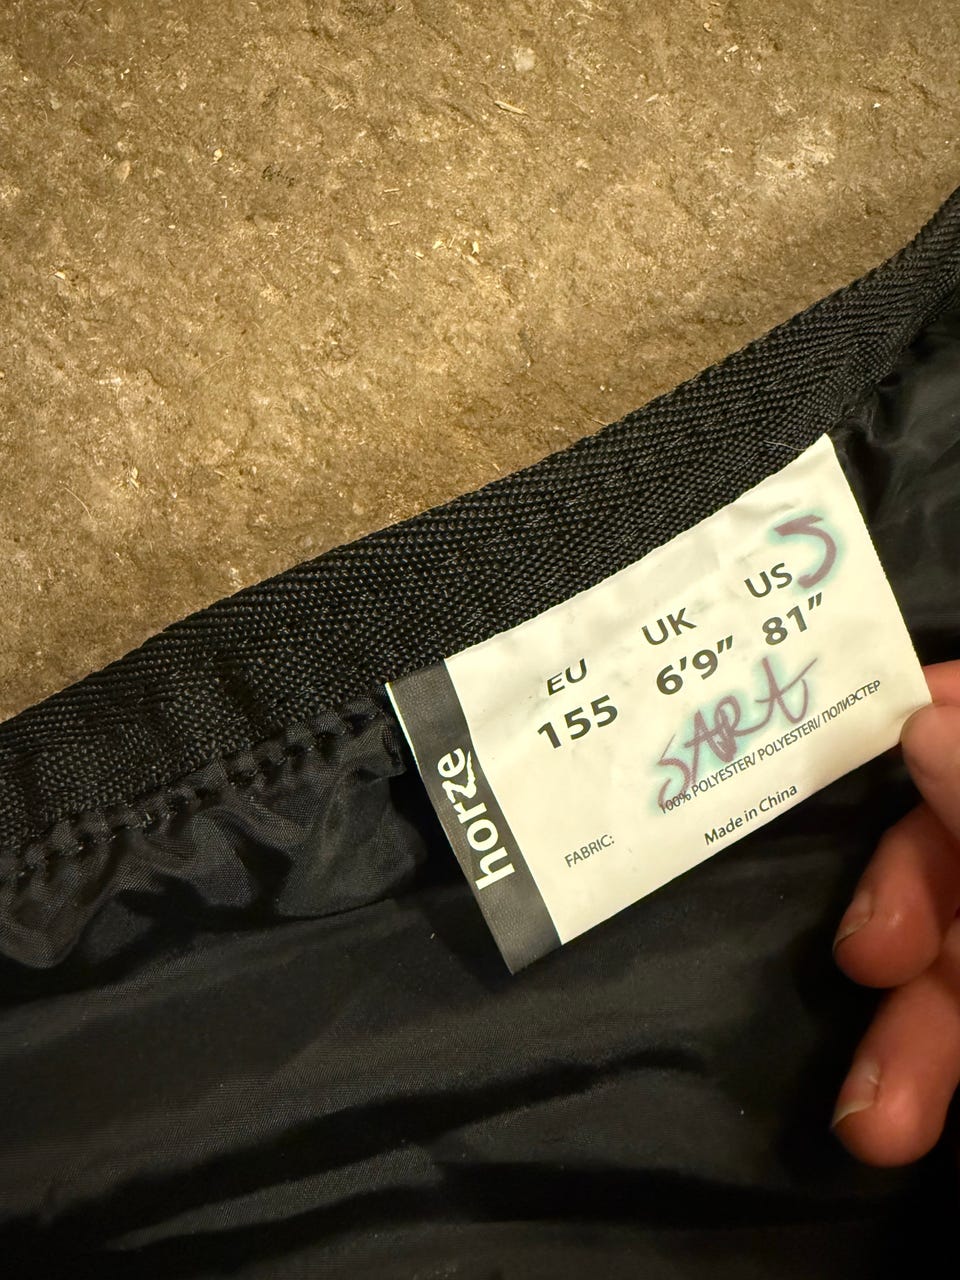 horze
EU UK US
155 6'9" 81"
SARA J
FABRIC: 100% POLYESTER/ POLYESTERI/ ПОЛИЭСТЕР
Made in China